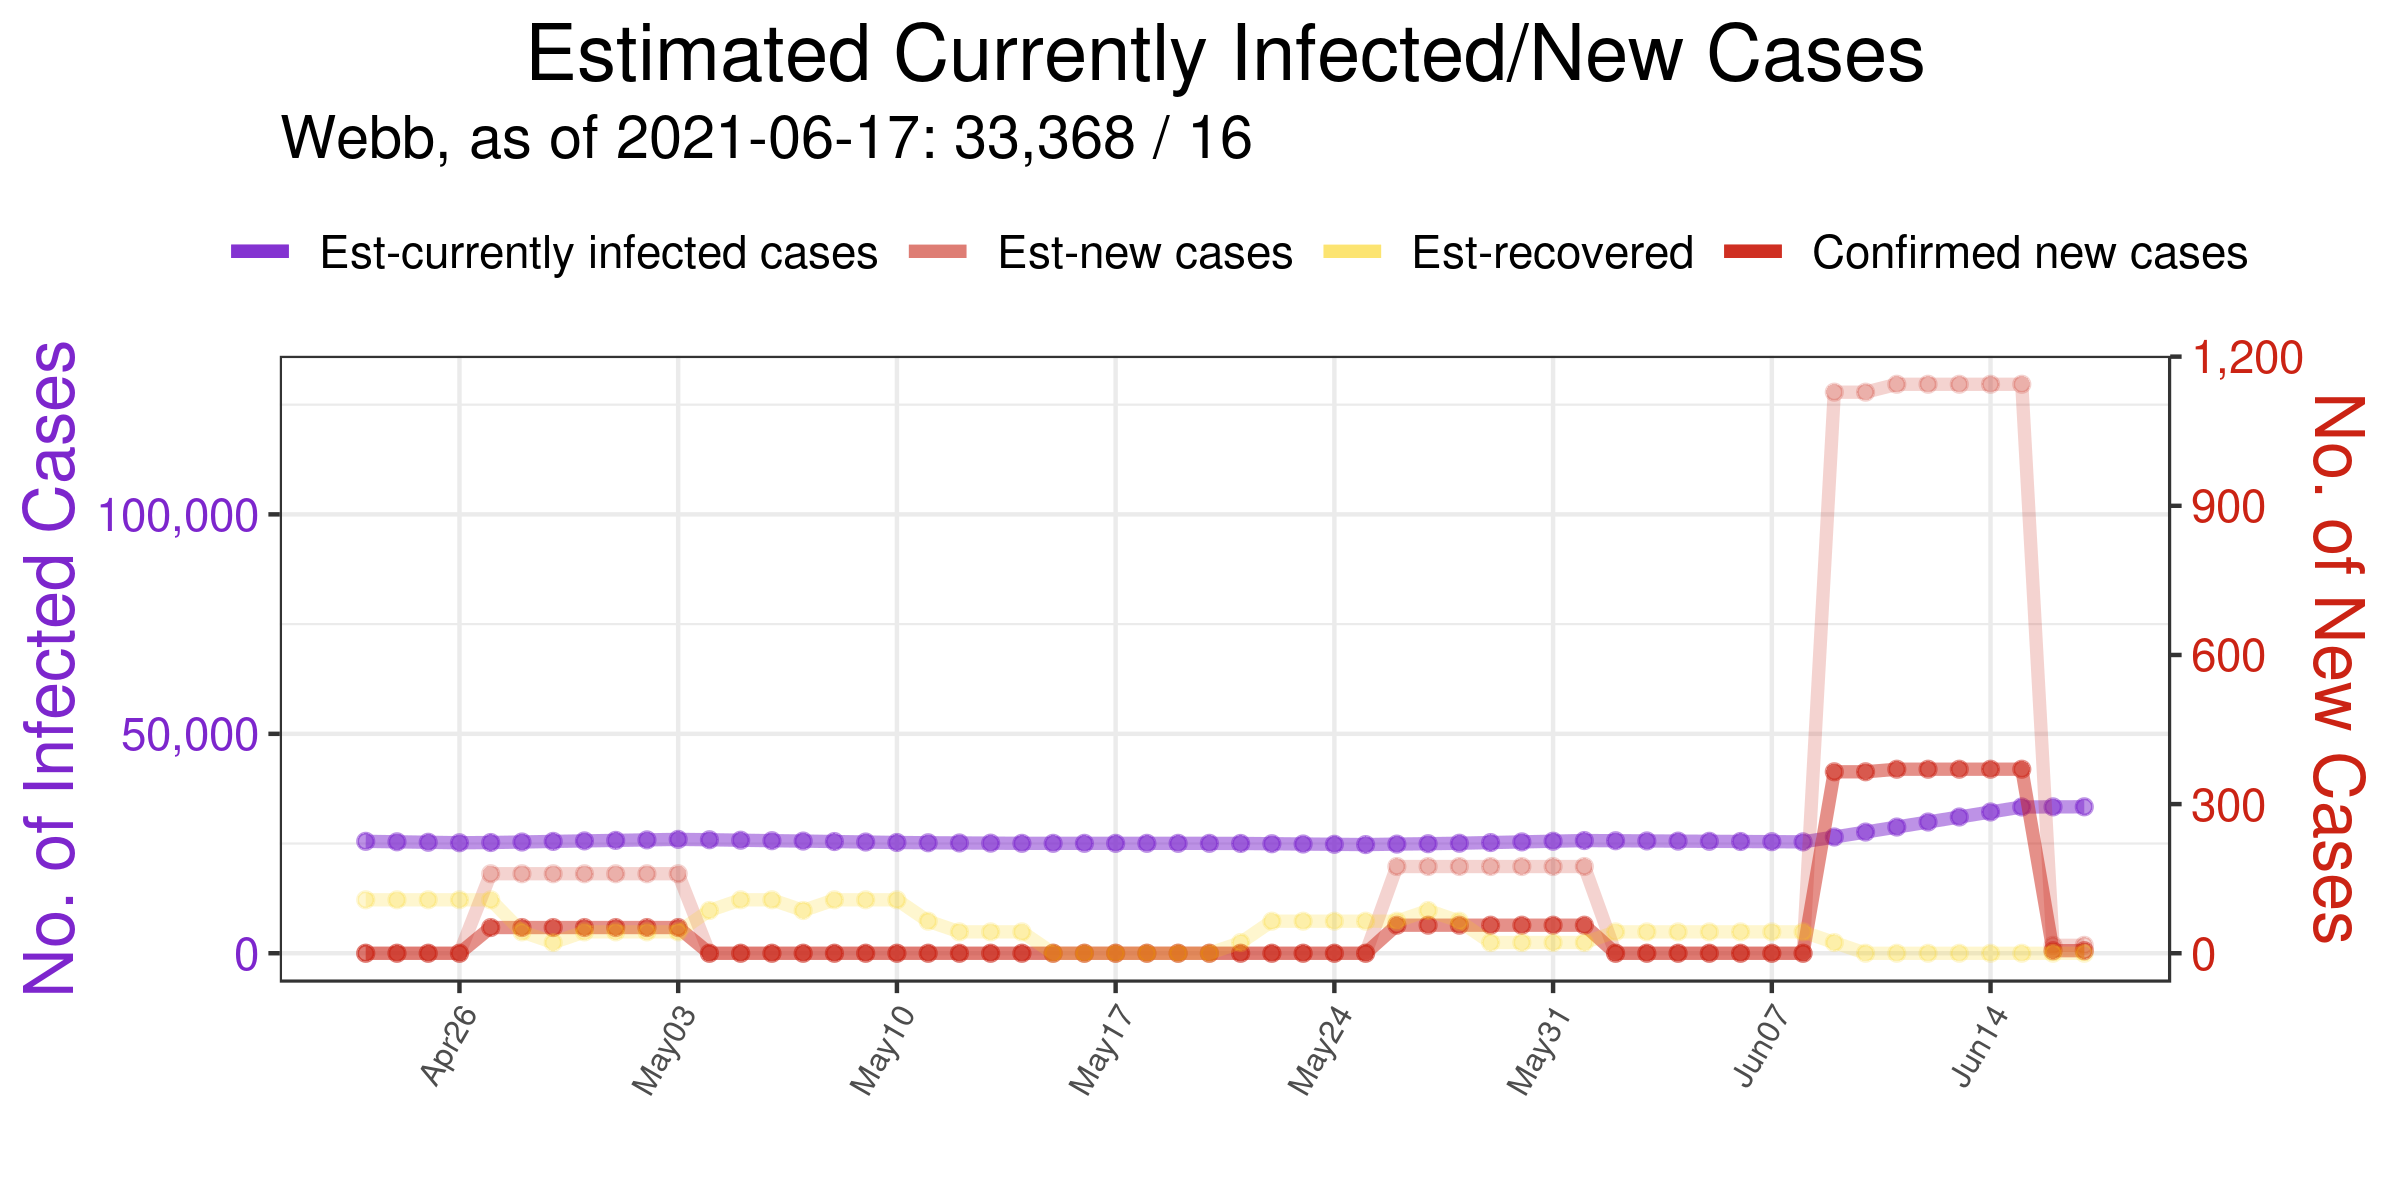 Estimated Currently Infected/New Cases
Webb, as of 2021-06-17: 33,368 / 16
Est-currently infected cases Est-new cases Est-recovered Confirmed new cases
No. of Infected Cases
100,000
50,000
0
1,200
900
600
300
0
No. of New Cases
Apr26 May03 May10 May17 May24 May31 Jun07 Jun14